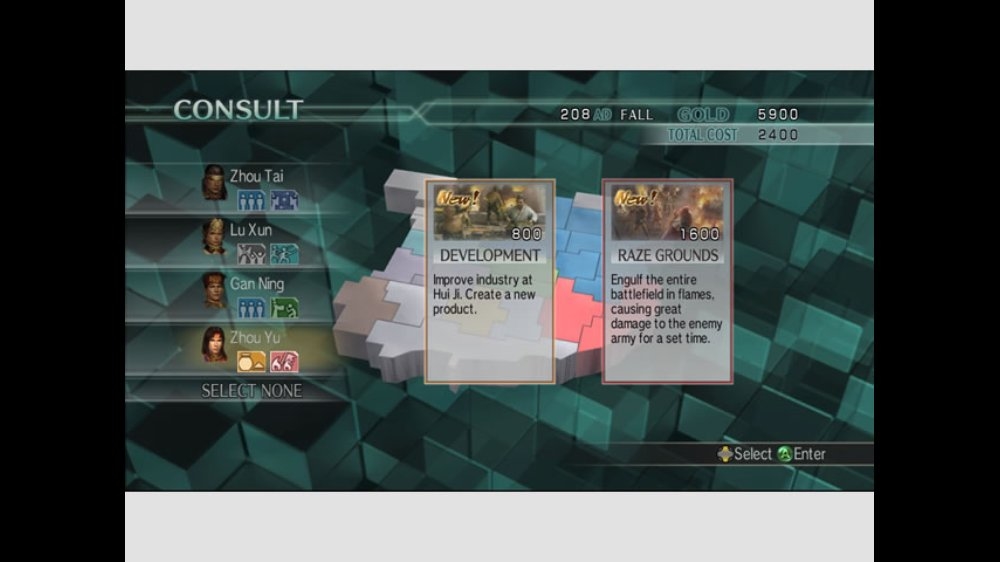 CONSULT
208 AD FALL GOLD 5900
TOTAL COST 2400
Zhou Tai
Lu Xun
Gan Ning
Zhou Yu
SELECT NONE
New!
800
DEVELOPMENT
Improve industry at
Hui Ji. Create a new
product.
New!
1600
RAZE GROUNDS
Engulf the entire
battlefield in flames,
causing great
damage to the enemy
army for a set time.
Select A Enter